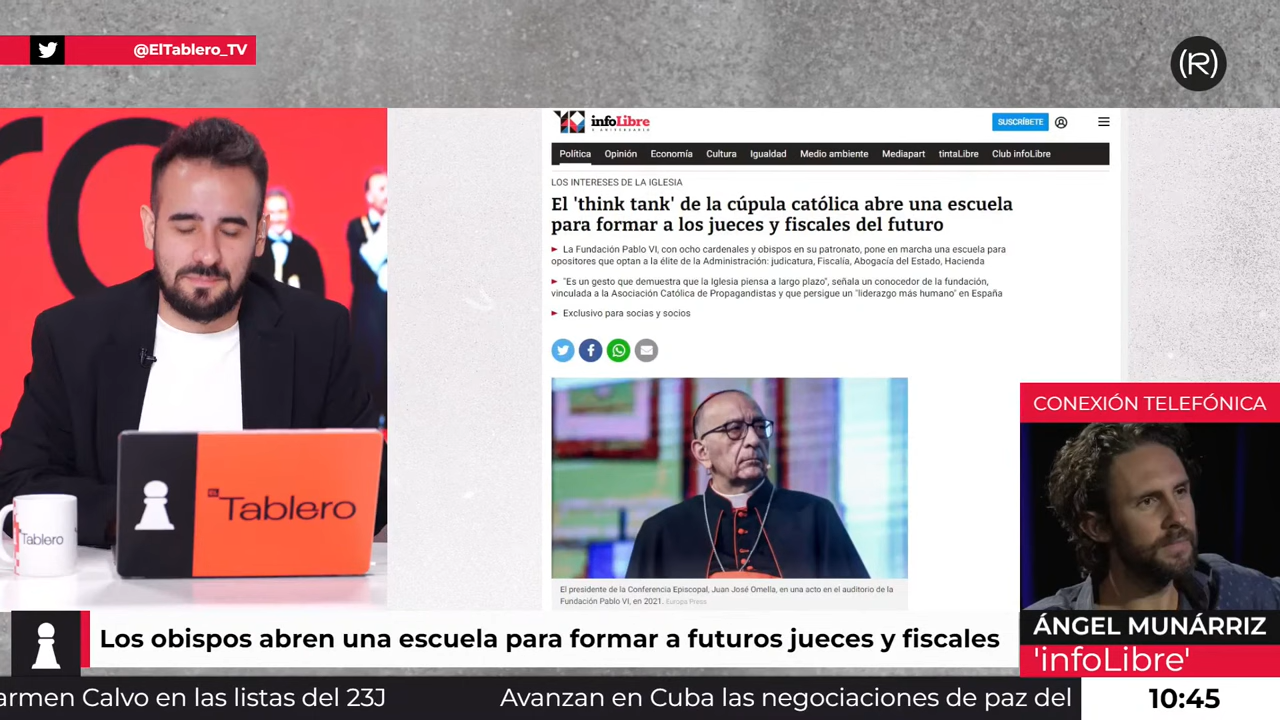 @ElTablero_TV
(R)
ro
infoLibre
SUSCRÍBETE
Política Opinión Economía Cultura Igualdad Medio ambiente Mediapart tintaLibre Club infoLibre
LOS INTERESES DE LA IGLESIA
El 'think tank' de la cúpula católica abre una escuela
para formar a los jueces y fiscales del futuro
► La Fundación Pablo VI, con ocho cardenales y obispos en su patronato, pone en marcha una escuela para
opositores que optan a la élite de la Administración: judicatura, Fiscalía, Abogacía del Estado, Hacienda
► "Es un gesto que demuestra que la Iglesia piensa a largo plazo", señala un conocedor de la fundación,
vinculada a la Asociación Católica de Propagandistas y que persigue un "liderazgo más humano" en España
► Exclusivo para socias y socios
El presidente de la Conferencia Episcopal, Juan José Omella, en una acto en el auditorio de la
Fundación Pablo VI, en 2021. Europa Press
CONEXIÓN TELEFÓNICA
ÁNGEL MUNÁRRIZ
'infoLibre'
EL Tablero
Tablero
Los obispos abren una escuela para formar a futuros jueces y fiscales
armen Calvo en las listas del 23J Avanzan en Cuba las negociaciones de paz del
10:45